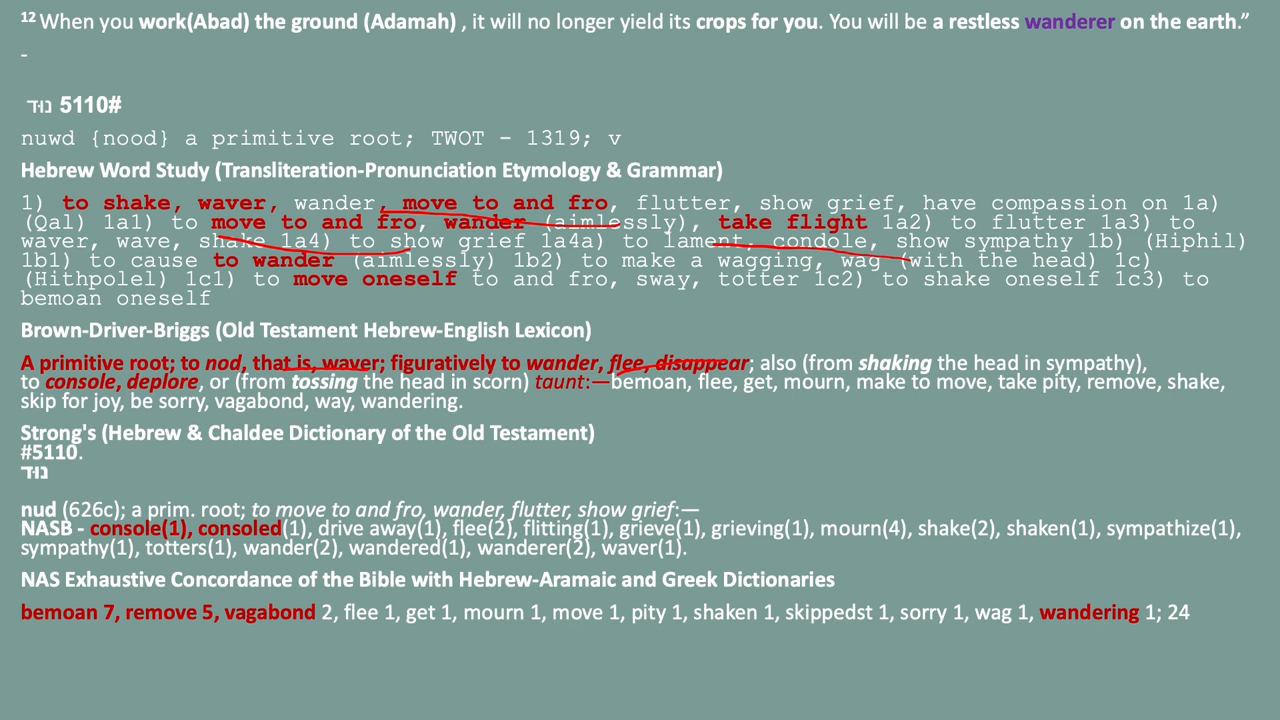 12 When you work(Abad) the ground (Adamah) , it will no longer yield its crops for you. You will be a restless wanderer on the earth.”
-
נוּד 5110#
nuwd {nood} a primitive root; TWOT - 1319; v
Hebrew Word Study (Transliteration-Pronunciation Etymology & Grammar)
1) to shake, waver, wander, move to and fro, flutter, show grief, have compassion on 1a)
(Qal) 1a1) to move to and fro, wander (aimlessly), take flight 1a2) to flutter 1a3) to
waver, wave, shake 1a4) to show grief 1a4a) to lament, condole, show sympathy 1b) (Hiphil)
1b1) to cause to wander (aimlessly) 1b2) to make a wagging, wag (with the head) 1c)
(Hithpolel) 1c1) to move oneself to and fro, sway, totter 1c2) to shake oneself 1c3) to
bemoan oneself
Brown-Driver-Briggs (Old Testament Hebrew-English Lexicon)
A primitive root; to nod, that is, waver; figuratively to wander, flee, disappear; also (from shaking the head in sympathy),
to console, deplore, or (from tossing the head in scorn) taunt:—bemoan, flee, get, mourn, make to move, take pity, remove, shake,
skip for joy, be sorry, vagabond, way, wandering.
Strong's (Hebrew & Chaldee Dictionary of the Old Testament)
#5110.
נוּד
nud (626c); a prim. root; to move to and fro, wander, flutter, show grief:—
NASB - console(1), consoled(1), drive away(1), flee(2), flitting(1), grieve(1), grieving(1), mourn(4), shake(2), shaken(1), sympathize(1),
sympathy(1), totters(1), wander(2), wandered(1), wanderer(2), waver(1).
NAS Exhaustive Concordance of the Bible with Hebrew-Aramaic and Greek Dictionaries
bemoan 7, remove 5, vagabond 2, flee 1, get 1, mourn 1, move 1, pity 1, shaken 1, skippedst 1, sorry 1, wag 1, wandering 1; 24